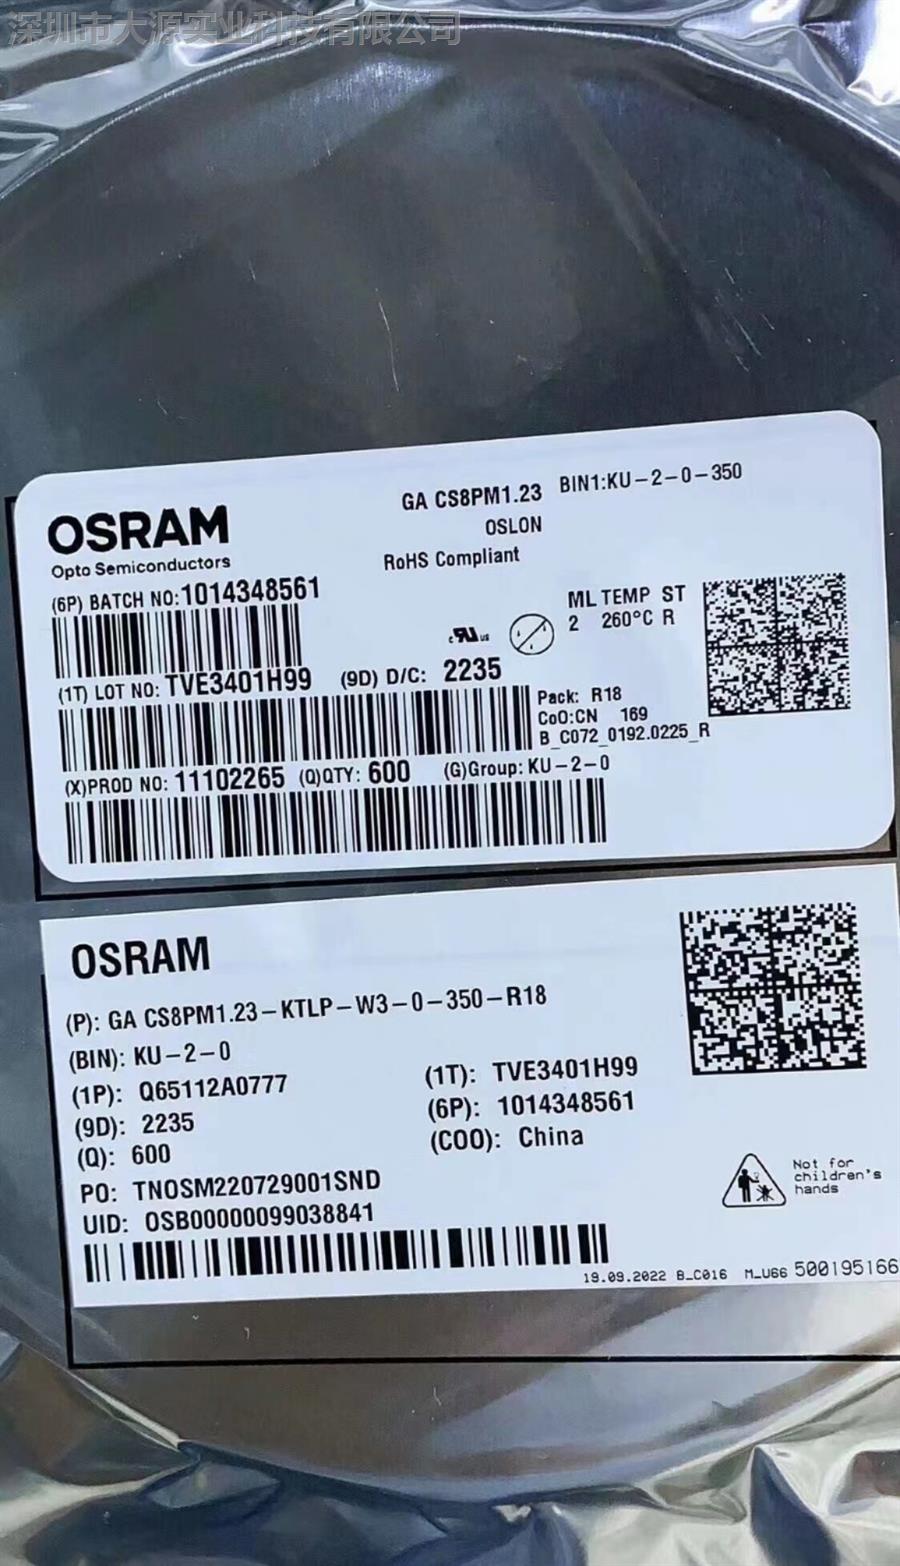 深圳市大源实业科技有限公司
OSRAM
Opto Semiconductors
GA CS8PM1.23 BIN1:KU-2-0-350
OSLON
RoHS Compliant
(6P) BATCH NO:1014348561
ML TEMP ST
2 260°C R
c RU us
(1T) LOT NO: TVE3401H99 (9D) D/C: 2235
Pack: R18
CoO:CN 169
B_C072_0192.0225_R
(X)PROD NO: 11102265 (Q)QTY: 600 (G)Group: KU-2-0
OSRAM
(P): GA CS8PM1.23-KTLP-W3-0-350-R18
(BIN): KU-2-0
(1P): Q65112A0777 (1T): TVE3401H99
(9D): 2235 (6P): 1014348561
(Q): 600 (COO): China
PO: TNOSM220729001SND
UID: OSB00000099038841
Not for
children's
hands
19.09.2022 B_C016 M_U66 500195166